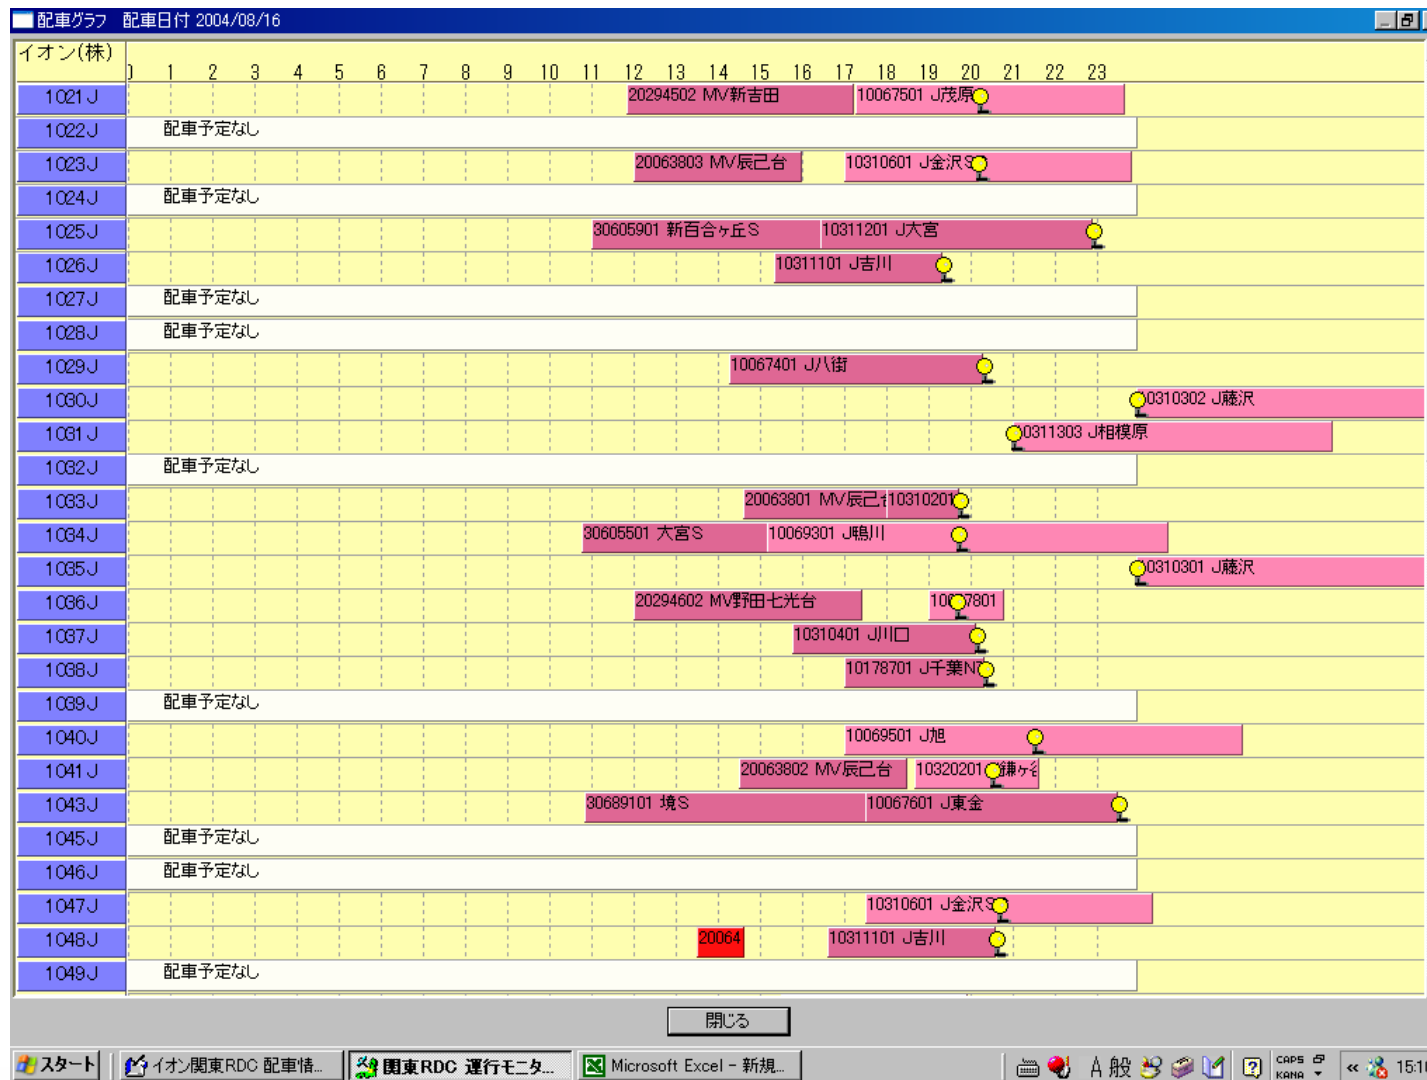 配車グラフ 配車日付 2004/08/16
イオン(株)
1 2 3 4 5 6 7 8 9 10 11 12 13 14 15 16 17 18 19 20 21 22 23
1021J 20294502 MV新吉田 10067501 J茂原
1022J 配車予定なし
1023J 20063803 MV辰己台 10310601 J金沢S
1024J 配車予定なし
1025J 30605901 新百合ヶ丘S 10311201 J大宮
1026J 10311101 J吉川
1027J 配車予定なし
1028J 配車予定なし
1029J 10067401 J八街
1030J 0310302 J藤沢
1031J 0311303 J相模原
1032J 配車予定なし
1033J 20063801 MV辰己台 10310201
1034J 30605501 大宮S 10069301 J鴨川
1035J 0310301 J藤沢
1036J 20294602 MV野田七光台 10 7801
1037J 10310401 J川口
1038J 10178701 J千葉N
1039J 配車予定なし
1040J 10069501 J旭
1041J 20063802 MV辰己台 10320201 鎌ヶ谷
1043J 30689101 境S 10067601 J東金
1045J 配車予定なし
1046J 配車予定なし
1047J 10310601 J金沢S
1048J 20064 10311101 J吉川
1049J 配車予定なし
閉じる
スタート イオン関東RDC 配車情... 関東RDC 運行モニタ... Microsoft Excel - 新規... A 般 CAPS KANA « 15:1